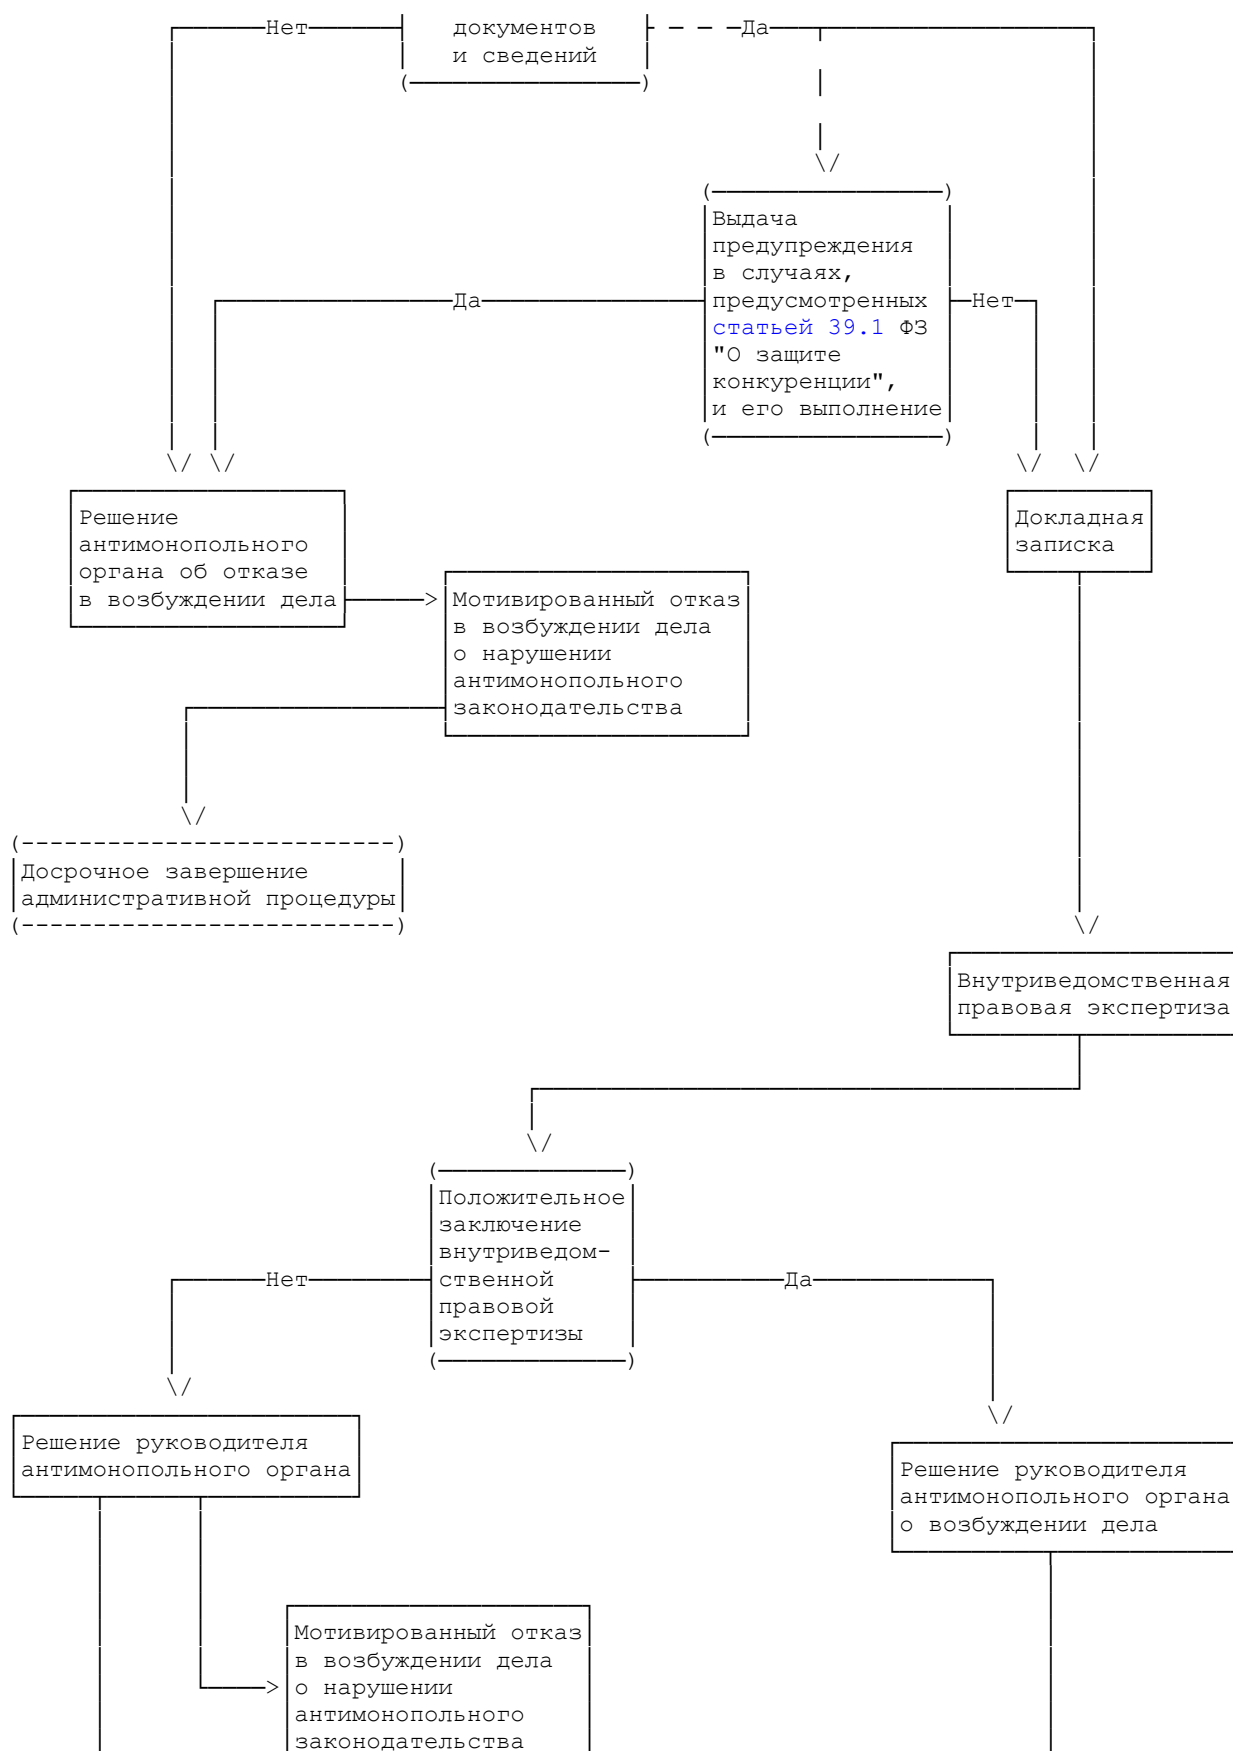 Нет
документов
Да
и сведений
Выдача
предупреждения
в случаях,
Да
предусмотренных
Нет
статьей 39.1 ФЗ
"О защите
конкуренции",
и его выполнение
Решение
антимонопольного
органа об отказе
в возбуждении дела
Докладная
записка
Мотивированный отказ
в возбуждении дела
о нарушении
антимонопольного
законодательства
Досрочное завершение
административной процедуры
Внутриведомственная
правовая экспертиза
Положительное
заключение
внутриведом-
Нет
ственной
Да
правовой
экспертизы
Решение руководителя
антимонопольного органа
Решение руководителя
антимонопольного органа
о возбуждении дела
Мотивированный отказ
в возбуждении дела
о нарушении
антимонопольного
законодательства